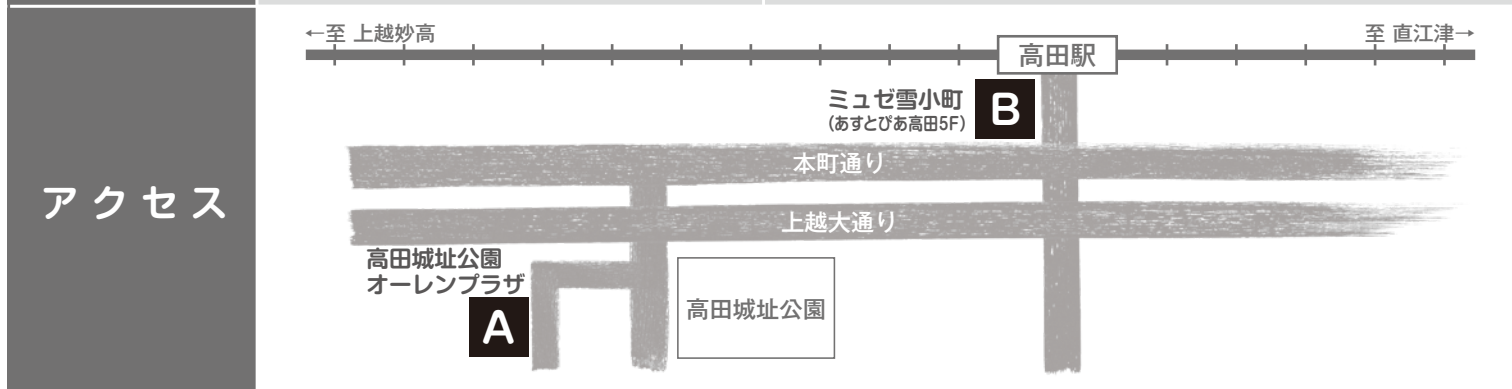 アクセス
←至 上越妙高
高田駅
至 直江津→
ミュゼ雪小町
(あすとぴあ高田5F)
B
本町通り
上越大通り
高田城址公園
オーレンプラザ
A
高田城址公園